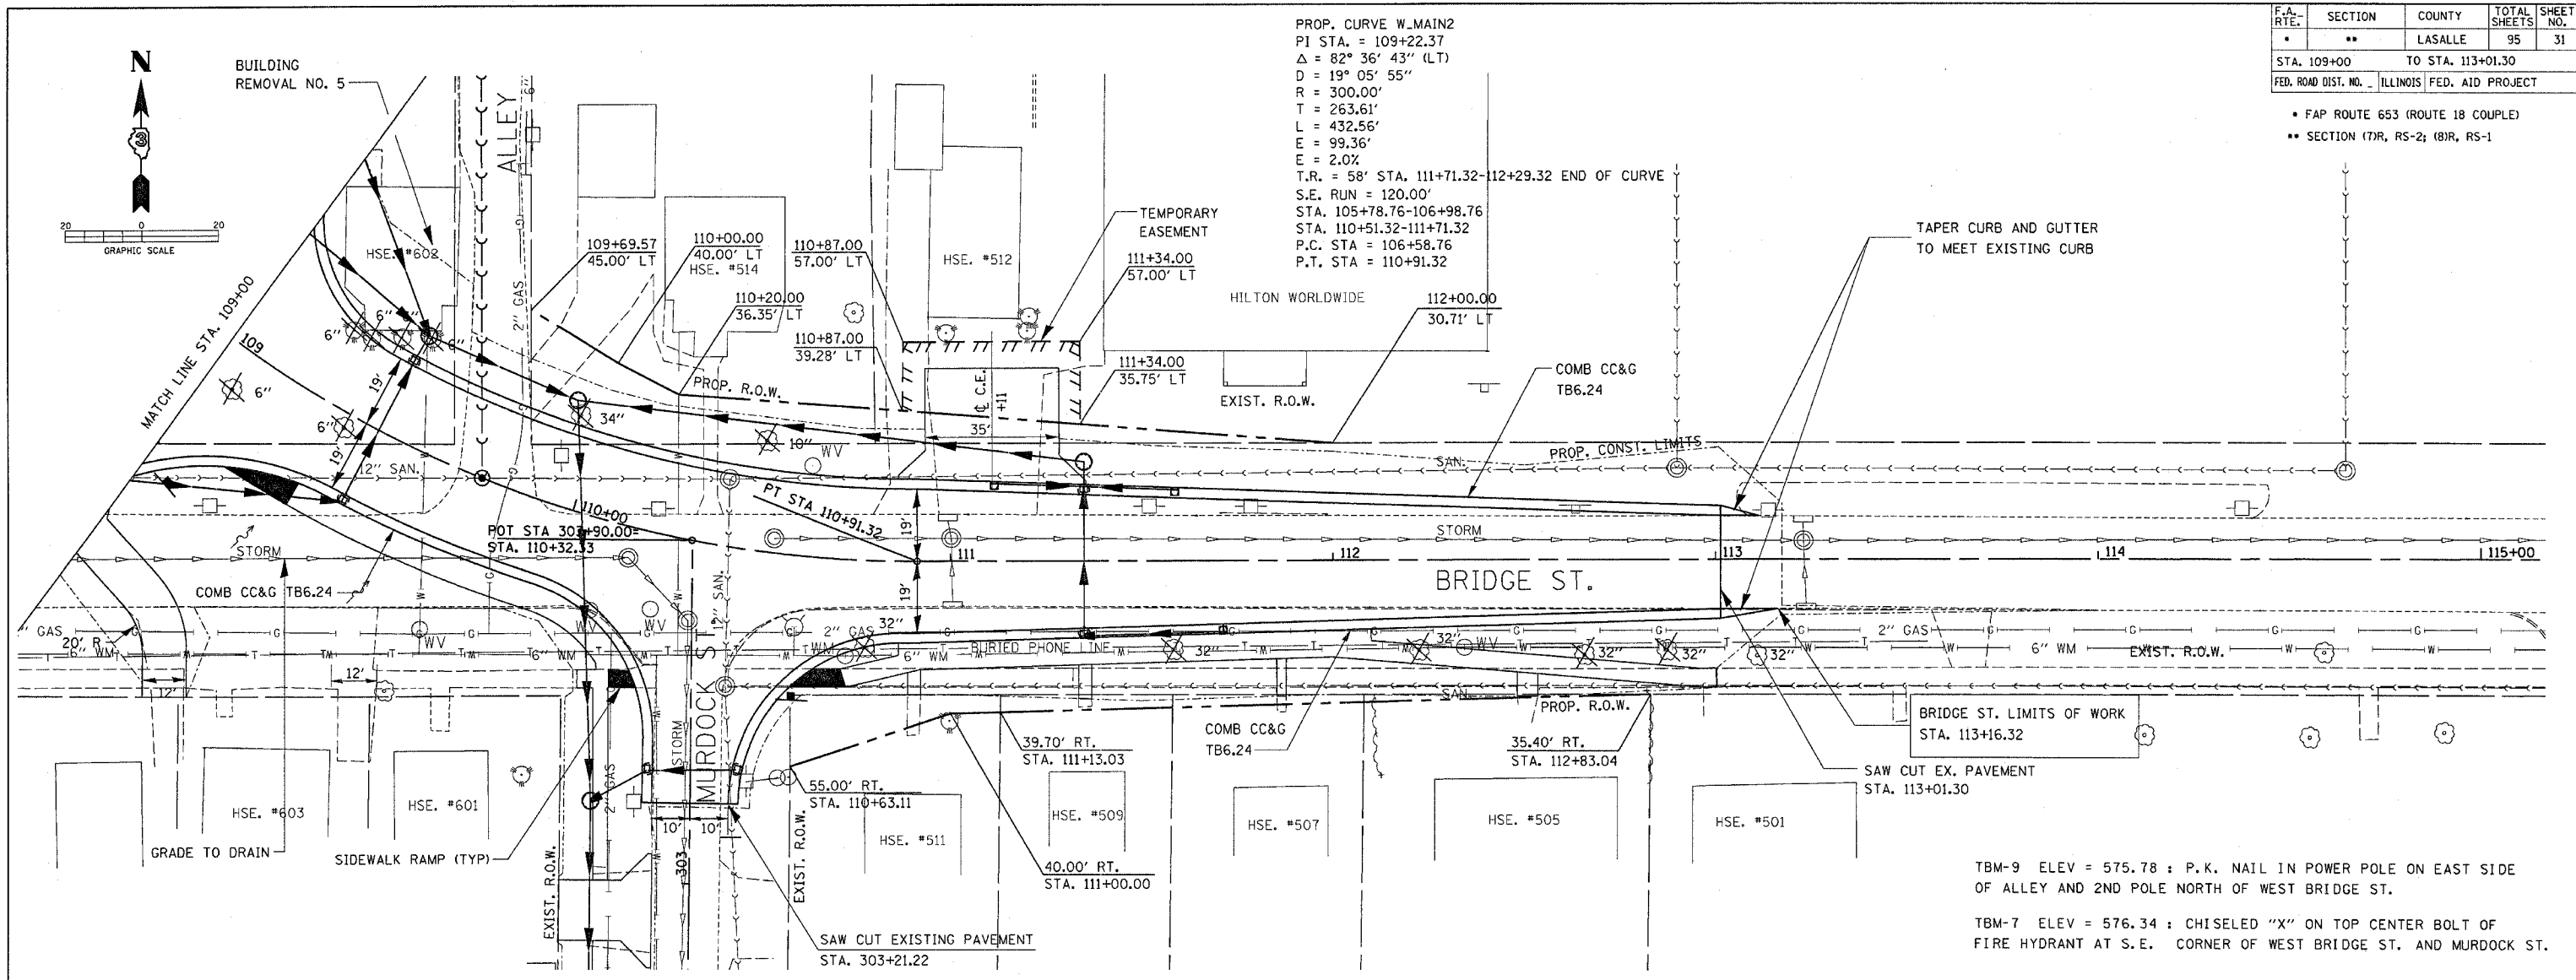 F.A. RTE. SECTION COUNTY TOTAL SHEETS SHEET NO.
• •• LASALLE 95 31
STA. 109+00 TO STA. 113+01.30
FED. ROAD DIST. NO. _ ILLINOIS FED. AID PROJECT
• FAP ROUTE 653 (ROUTE 18 COUPLE)
•• SECTION (7)R, RS-2; (8)R, RS-1
PROP. CURVE W_MAIN2
PI STA. = 109+22.37
Δ = 82° 36' 43" (LT)
D = 19° 05' 55"
R = 300.00'
T = 263.61'
L = 432.56'
E = 99.36'
E = 2.0%
T.R. = 58' STA. 111+71.32-112+29.32 END OF CURVE
S.E. RUN = 120.00'
STA. 105+78.76-106+98.76
STA. 110+51.32-111+71.32
P.C. STA = 106+58.76
P.T. STA = 110+91.32
N
3
20 0 20
GRAPHIC SCALE
BUILDING
REMOVAL NO. 5
ALLEY
6"
2" GAS
HSE. #602
MATCH LINE STA. 109+00
109+69.57
45.00' LT
110+00.00
40.00' LT
HSE. #514
110+20.00
36.35' LT
110+87.00
57.00' LT
110+87.00
39.28' LT
HSE. #512
TEMPORARY
EASEMENT
111+34.00
57.00' LT
111+34.00
35.75' LT
HILTON WORLDWIDE
112+00.00
30.71' LT
EXIST. R.O.W.
COMB CC&G
TB6.24
TAPER CURB AND GUTTER
TO MEET EXISTING CURB
PROP. R.O.W.
℄ C.E.
+11
35'
109
6"
6"
6"
6"
6"
6"
34"
10"
WV
19'
19'
12" SAN.
SAN.
PROP. CONST. LIMITS
110+00
PT STA 110+91.32
POT STA 303+90.00=
STA. 110+32.33
STORM
STORM
19'
19'
111
112
113
114
115+00
BRIDGE ST.
COMB CC&G TB6.24
12" SAN.
20' R
" GAS
6" WM
12'
12'
WV
WV
WV
6" WM
2" GAS
32"
6" WM
BURIED PHONE LINE
32"
32"
WV
32"
32"
32"
2" GAS
6" WM
EXIST. R.O.W.
SAN.
PROP. R.O.W.
MURDOCK ST.
STORM
2" GAS
10' 10'
303
39.70' RT.
STA. 111+13.03
COMB CC&G
TB6.24
35.40' RT.
STA. 112+83.04
BRIDGE ST. LIMITS OF WORK
STA. 113+16.32
SAW CUT EX. PAVEMENT
STA. 113+01.30
55.00' RT.
STA. 110+63.11
40.00' RT.
STA. 111+00.00
HSE. #603
HSE. #601
HSE. #511
HSE. #509
HSE. #507
HSE. #505
HSE. #501
GRADE TO DRAIN
SIDEWALK RAMP (TYP)
EXIST. R.O.W.
EXIST. R.O.W.
SAW CUT EXISTING PAVEMENT
STA. 303+21.22
TBM-9 ELEV = 575.78 : P.K. NAIL IN POWER POLE ON EAST SIDE
OF ALLEY AND 2ND POLE NORTH OF WEST BRIDGE ST.
TBM-7 ELEV = 576.34 : CHISELED "X" ON TOP CENTER BOLT OF
FIRE HYDRANT AT S.E. CORNER OF WEST BRIDGE ST. AND MURDOCK ST.